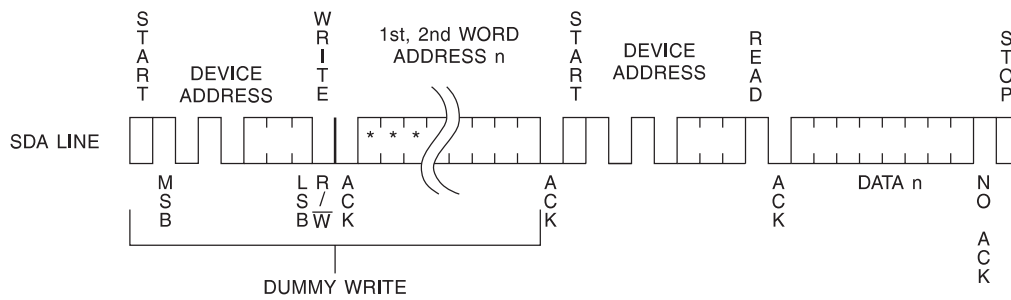 START
WRITE
1st, 2nd WORD
ADDRESS n
START
READ
STOP
DEVICE
ADDRESS
DEVICE
ADDRESS
SDA LINE
* * *
MSB
LSB
R/W̅
ACK
ACK
ACK
DATA n
NO ACK
DUMMY WRITE